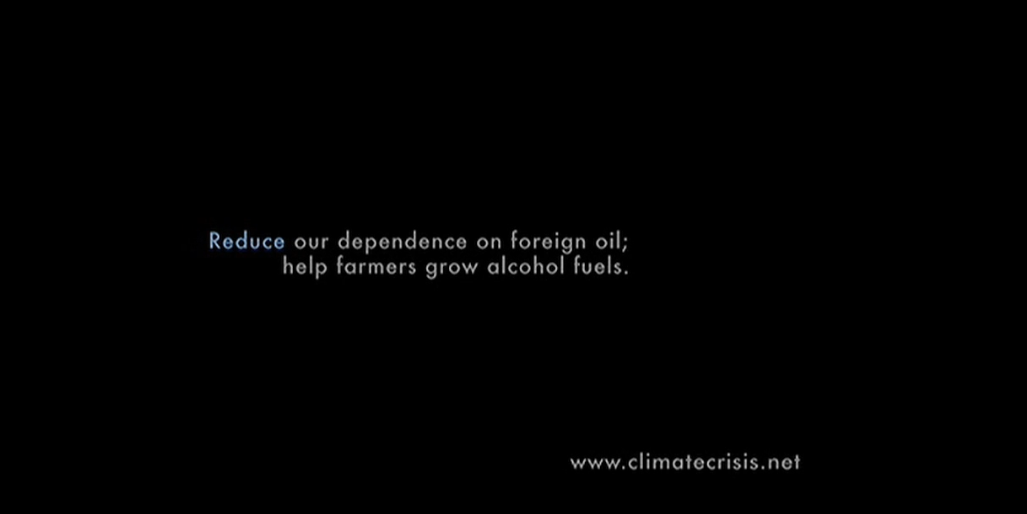 Reduce our dependence on foreign oil;
help farmers grow alcohol fuels.
www.climatecrisis.net